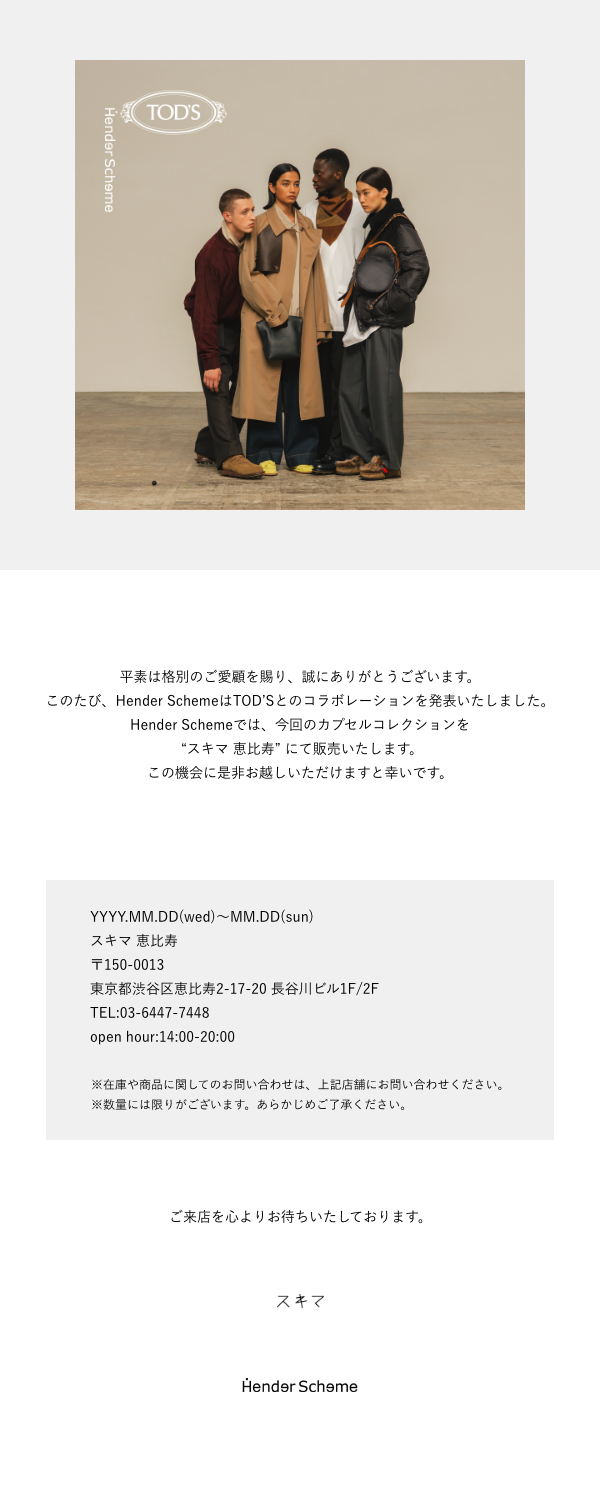 TOD'S
Hender Scheme
平素は格別のご愛顧を賜り、誠にありがとうございます。
このたび、Hender SchemeはTOD’Sとのコラボレーションを発表いたしました。
Hender Schemeでは、今回のカプセルコレクションを
“スキマ 恵比寿” にて販売いたします。
この機会に是非お越しいただけますと幸いです。
YYYY.MM.DD(wed)〜MM.DD(sun)
スキマ 恵比寿
〒150-0013
東京都渋谷区恵比寿2-17-20 長谷川ビル1F/2F
TEL:03-6447-7448
open hour:14:00-20:00
※在庫や商品に関してのお問い合わせは、上記店舗にお問い合わせください。
※数量には限りがございます。あらかじめご了承ください。
ご来店を心よりお待ちいたしております。
スキマ
Hender Scheme